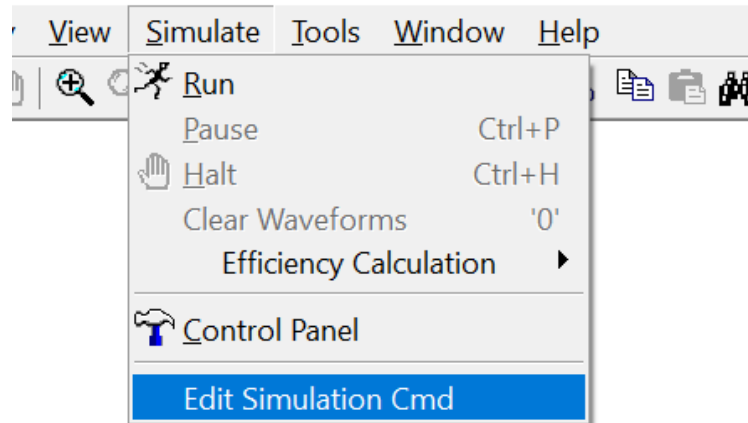 View Simulate Tools Window Help
Run
Pause Ctrl+P
Halt Ctrl+H
Clear Waveforms '0'
Efficiency Calculation
Control Panel
Edit Simulation Cmd